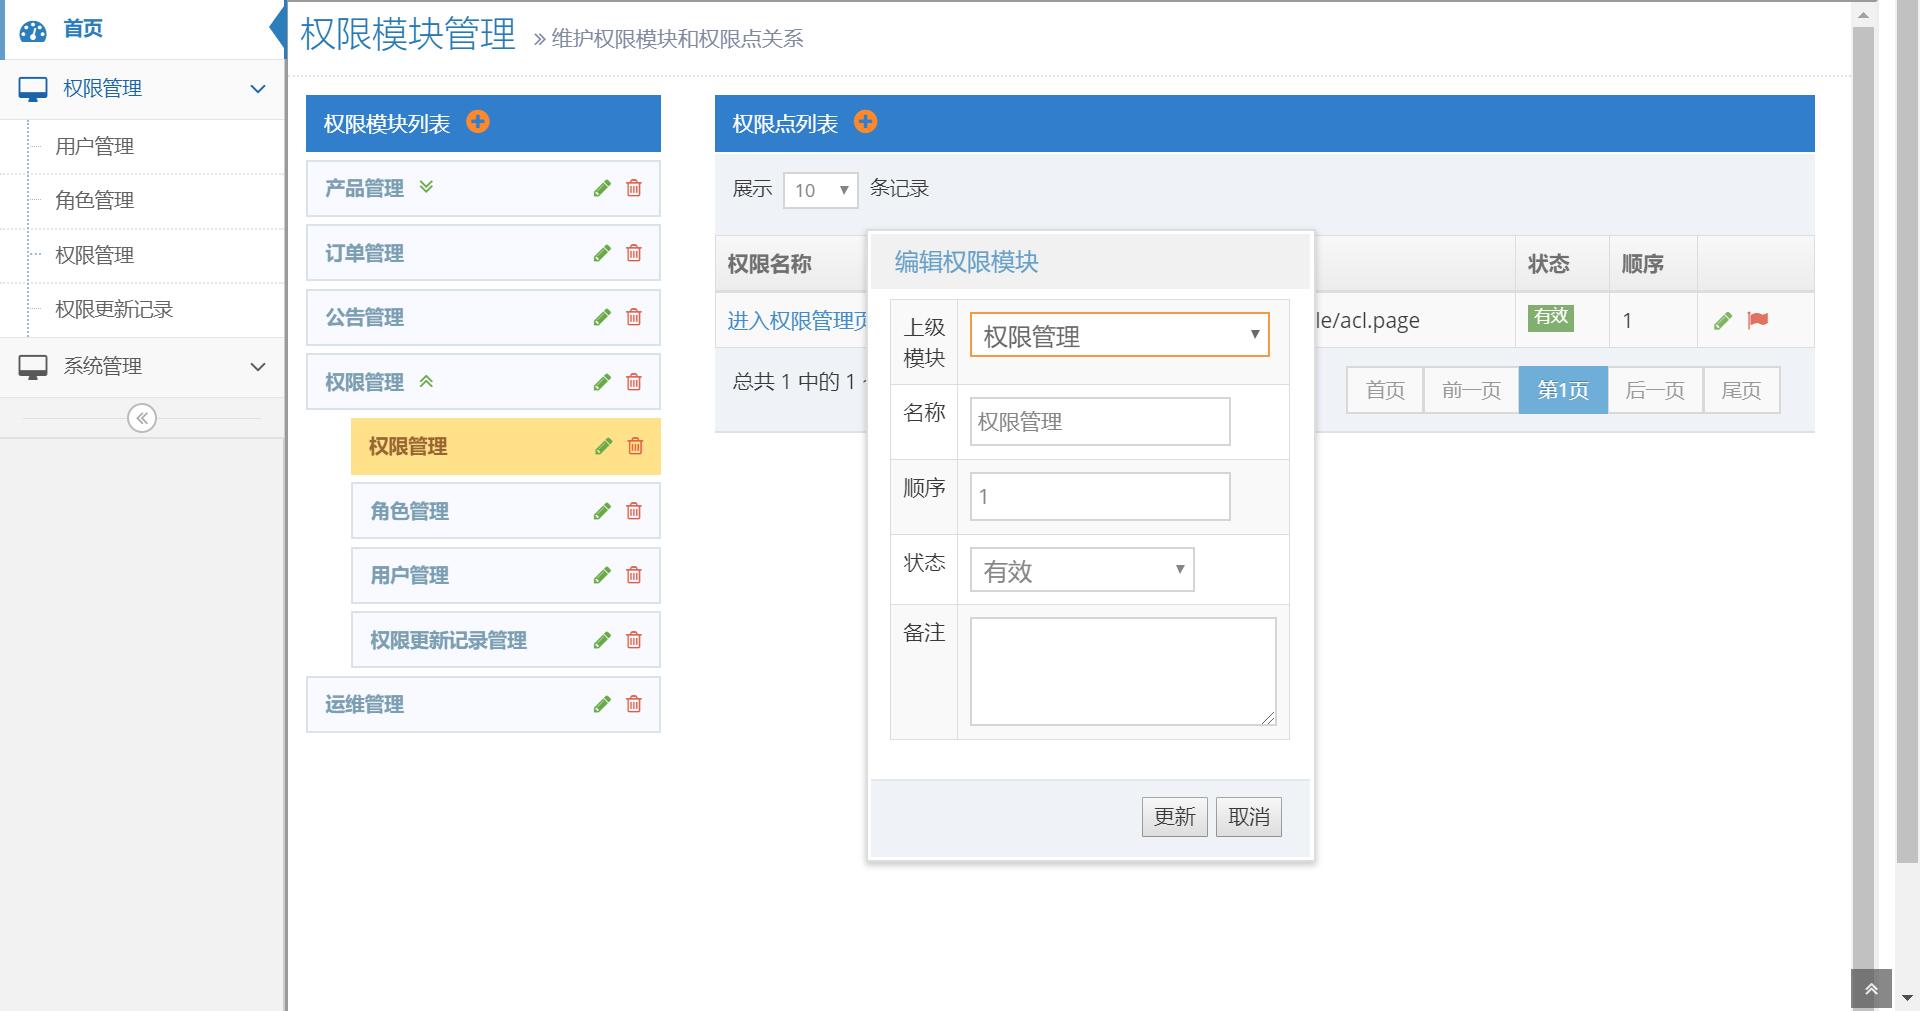 首页
权限管理
用户管理
角色管理
权限管理
权限更新记录
系统管理
权限模块管理 » 维护权限模块和权限点关系
权限模块列表
产品管理
订单管理
公告管理
权限管理
权限管理
角色管理
用户管理
权限更新记录管理
运维管理
权限点列表
展示 10 条记录
权限名称 状态 顺序
进入权限管理页 le/acl.page 有效 1
总共 1 中的 1 ~
首页 前一页 第1页 后一页 尾页
编辑权限模块
上级模块 权限管理
名称 权限管理
顺序 1
状态 有效
备注
更新 取消